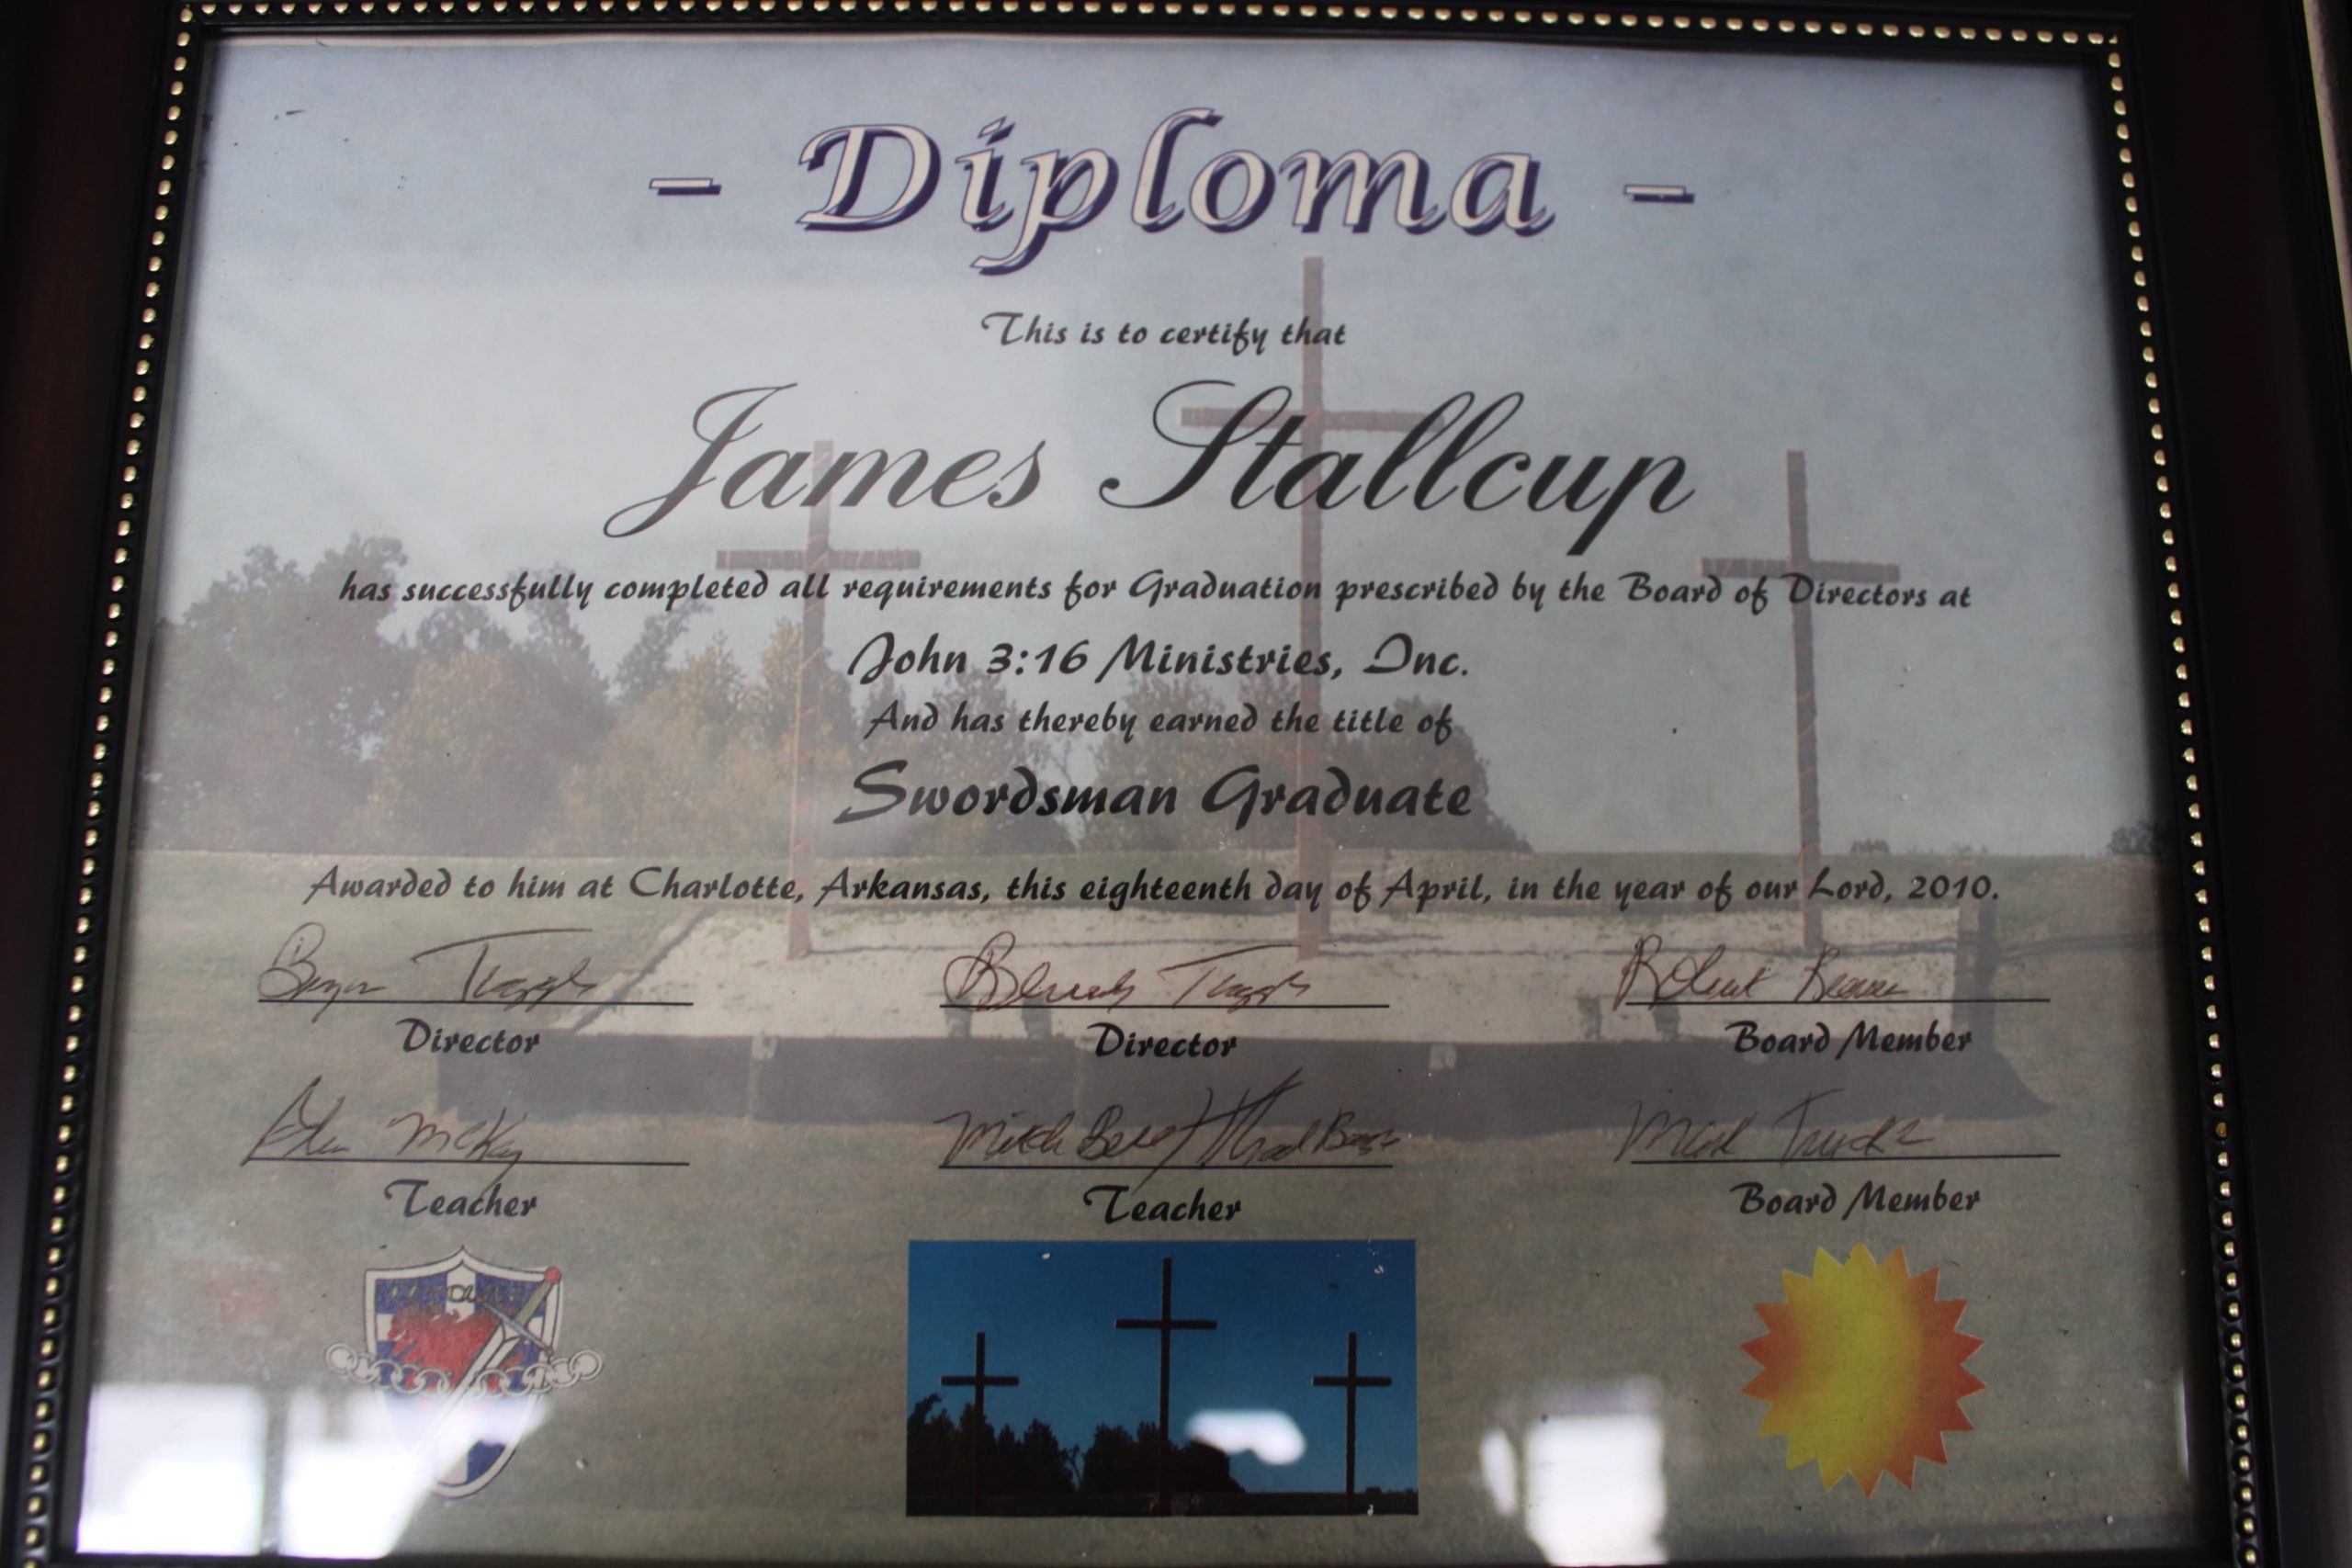 - Diploma -
This is to certify that
James Stallcup
has successfully completed all requirements for Graduation prescribed by the Board of Directors at
John 3:16 Ministries, Inc.
And has thereby earned the title of
Swordsman Graduate
Awarded to him at Charlotte, Arkansas, this eighteenth day of April, in the year of our Lord, 2010.
Director Director Board Member
McKay
Teacher Teacher Board Member